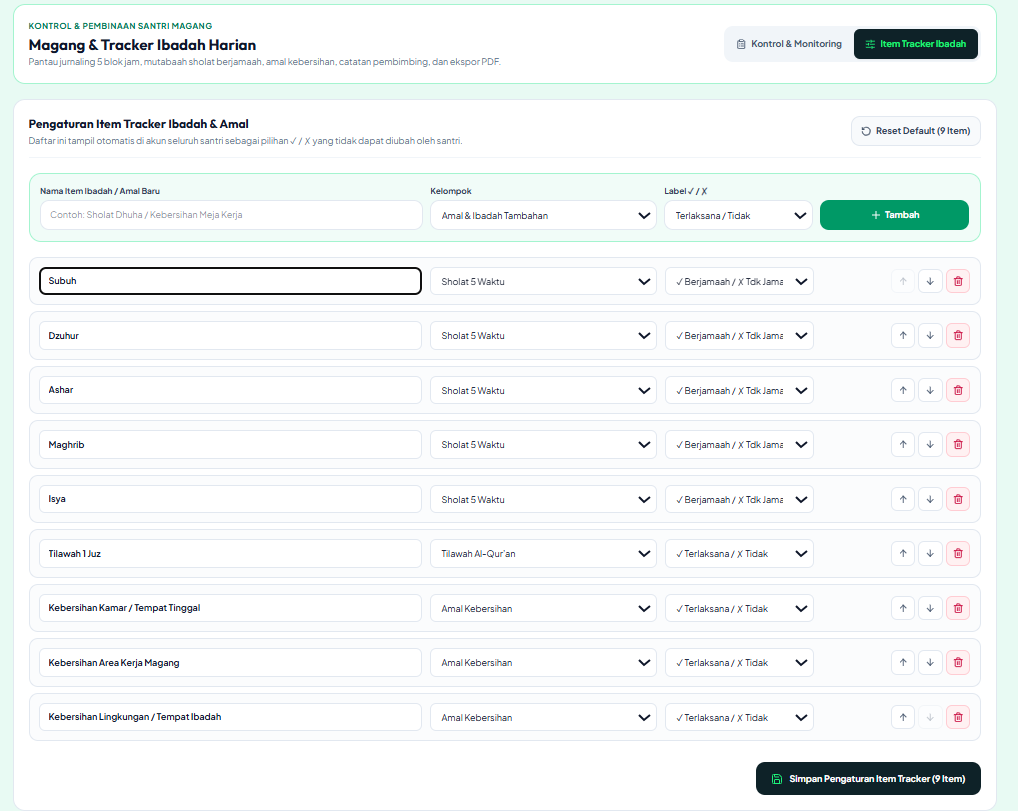 KONTROL & PEMBINAAN SANTRI MAGANG
Magang & Tracker Ibadah Harian
Pantau jurnaling 5 blok jam, mutabaah sholat berjamaah, amal kebersihan, catatan pembimbing, dan ekspor PDF.
Kontrol & Monitoring
Item Tracker Ibadah
Pengaturan Item Tracker Ibadah & Amal
Daftar ini tampil otomatis di akun seluruh santri sebagai pilihan ✓ / ✗ yang tidak dapat diubah oleh santri.
Reset Default (9 Item)
Nama Item Ibadah / Amal Baru
Kelompok
Label ✓ / ✗
Contoh: Sholat Dhuha / Kebersihan Meja Kerja
Amal & Ibadah Tambahan
Terlaksana / Tidak
+ Tambah
Subuh
Sholat 5 Waktu
✓ Berjamaah / ✗ Tdk Jama
Dzuhur
Sholat 5 Waktu
✓ Berjamaah / ✗ Tdk Jama
Ashar
Sholat 5 Waktu
✓ Berjamaah / ✗ Tdk Jama
Maghrib
Sholat 5 Waktu
✓ Berjamaah / ✗ Tdk Jama
Isya
Sholat 5 Waktu
✓ Berjamaah / ✗ Tdk Jama
Tilawah 1 Juz
Tilawah Al-Qur'an
✓ Terlaksana / ✗ Tidak
Kebersihan Kamar / Tempat Tinggal
Amal Kebersihan
✓ Terlaksana / ✗ Tidak
Kebersihan Area Kerja Magang
Amal Kebersihan
✓ Terlaksana / ✗ Tidak
Kebersihan Lingkungan / Tempat Ibadah
Amal Kebersihan
✓ Terlaksana / ✗ Tidak
Simpan Pengaturan Item Tracker (9 Item)